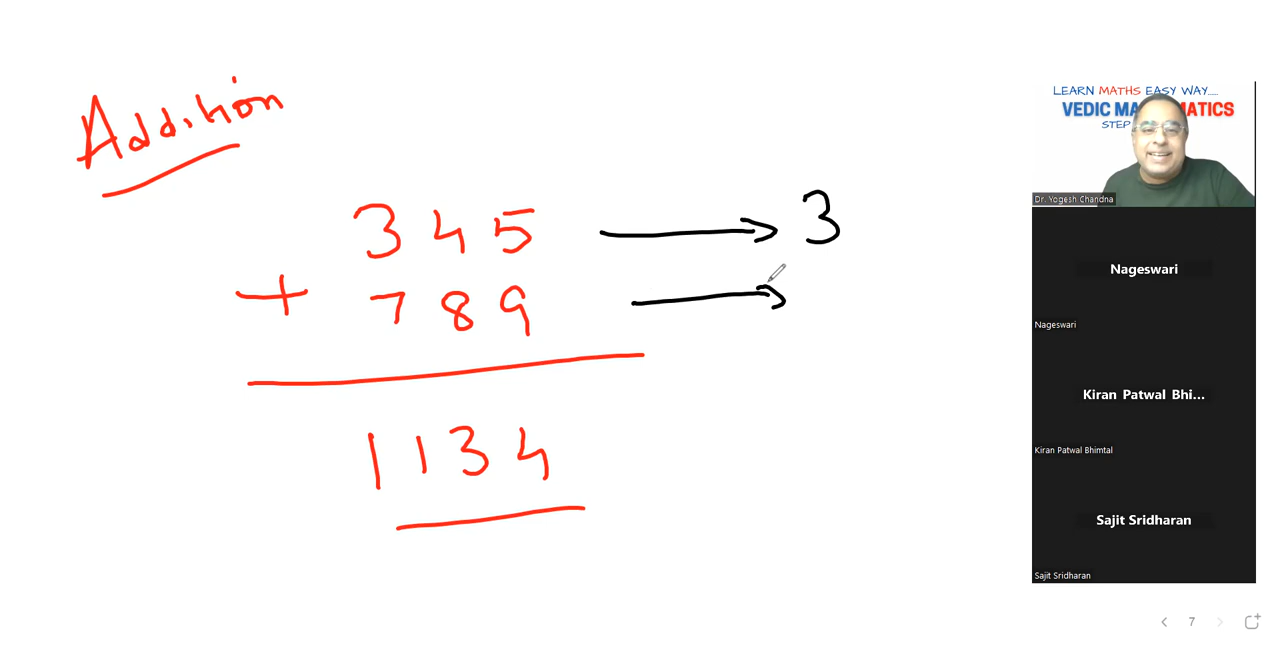 Addition
345 → 3
+ 789 →
1134
LEARN MATHS EASY WAY.....
VEDIC MA MATICS
STEP
Dr. Yogesh Chandna
Nageswari
Nageswari
Kiran Patwal Bhi...
Kiran Patwal Bhimtal
Sajit Sridharan
Sajit Sridharan
< 7 >